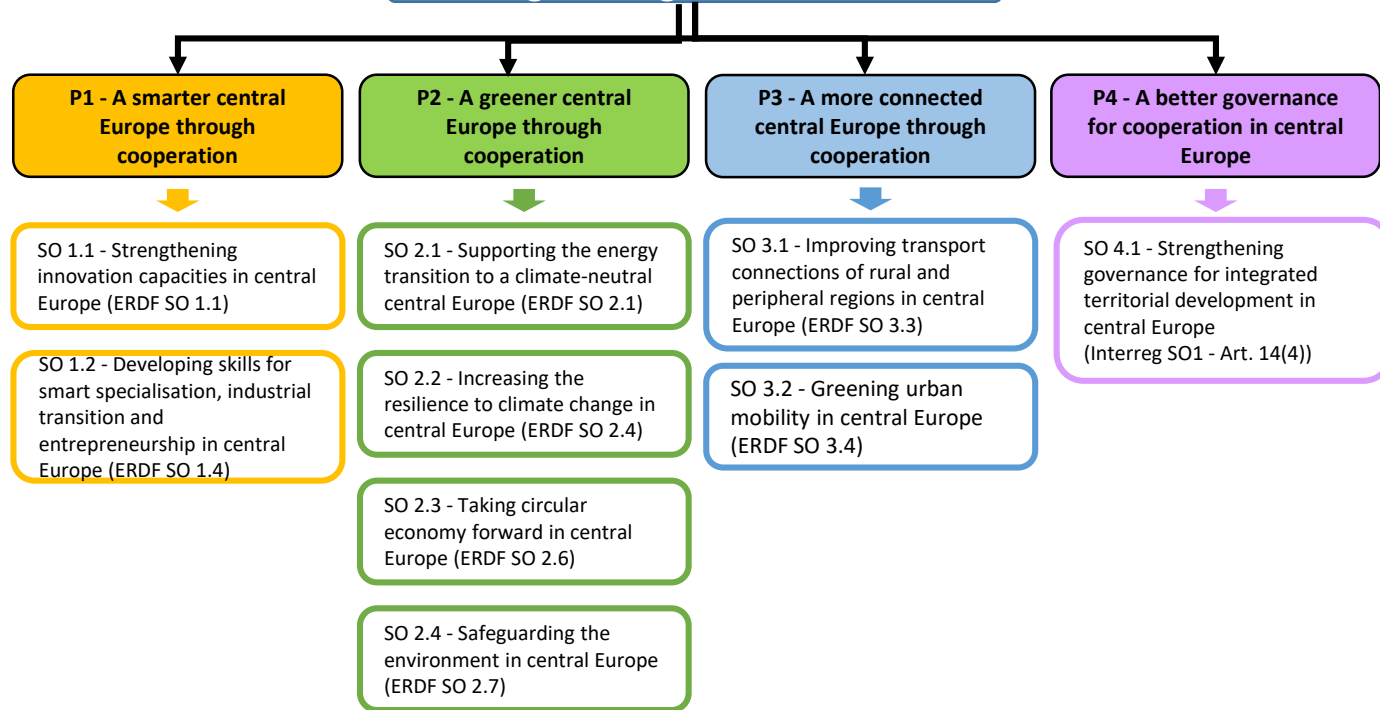 P1 - A smarter central
Europe through
cooperation
SO 1.1 - Strengthening
innovation capacities in central
Europe (ERDF SO 1.1)
SO 1.2 - Developing skills for
smart specialisation, industrial
transition and
entrepreneurship in central
Europe (ERDF SO 1.4)
P2 - A greener central
Europe through
cooperation
SO 2.1 - Supporting the energy
transition to a climate-neutral
central Europe (ERDF SO 2.1)
SO 2.2 - Increasing the
resilience to climate change in
central Europe (ERDF SO 2.4)
SO 2.3 - Taking circular
economy forward in central
Europe (ERDF SO 2.6)
SO 2.4 - Safeguarding the
environment in central Europe
(ERDF SO 2.7)
P3 - A more connected
central Europe through
cooperation
SO 3.1 - Improving transport
connections of rural and
peripheral regions in central
Europe (ERDF SO 3.3)
SO 3.2 - Greening urban
mobility in central Europe
(ERDF SO 3.4)
P4 - A better governance
for cooperation in central
Europe
SO 4.1 - Strengthening
governance for integrated
territorial development in
central Europe
(Interreg SO1 - Art. 14(4))